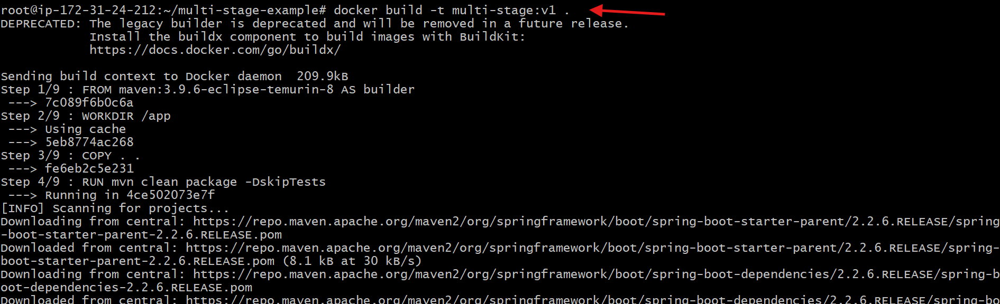 root@ip-172-31-24-212:~/multi-stage-example# docker build -t multi-stage:v1 .
DEPRECATED: The legacy builder is deprecated and will be removed in a future release.
            Install the buildx component to build images with BuildKit:
            https://docs.docker.com/go/buildx/

Sending build context to Docker daemon  209.9kB
Step 1/9 : FROM maven:3.9.6-eclipse-temurin-8 AS builder
 ---> 7c089f6b0c6a
Step 2/9 : WORKDIR /app
 ---> Using cache
 ---> 5eb8774ac268
Step 3/9 : COPY . .
 ---> fe6eb2c5e231
Step 4/9 : RUN mvn clean package -DskipTests
 ---> Running in 4ce502073e7f
[INFO] Scanning for projects...
Downloading from central: https://repo.maven.apache.org/maven2/org/springframework/boot/spring-boot-starter-parent/2.2.6.RELEASE/spring
-boot-starter-parent-2.2.6.RELEASE.pom
Downloaded from central: https://repo.maven.apache.org/maven2/org/springframework/boot/spring-boot-starter-parent/2.2.6.RELEASE/spring-
boot-starter-parent-2.2.6.RELEASE.pom (8.1 kB at 30 kB/s)
Downloading from central: https://repo.maven.apache.org/maven2/org/springframework/boot/spring-boot-dependencies/2.2.6.RELEASE/spring-b
oot-dependencies-2.2.6.RELEASE.pom
Downloaded from central: https://repo.maven.apache.org/maven2/org/springframework/boot/spring-boot-dependencies/2.2.6.RELEASE/spring-bo